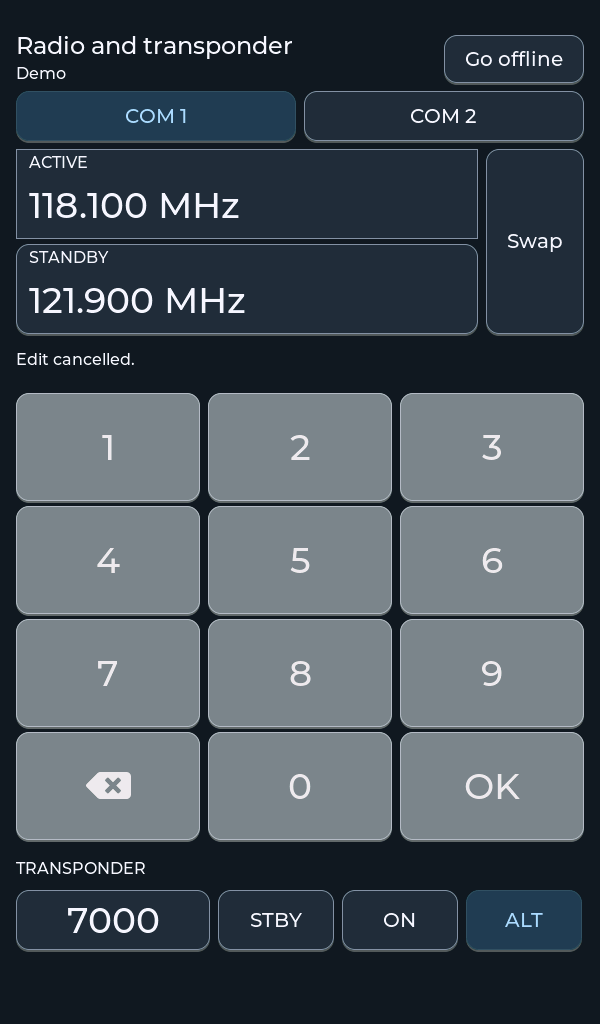 Radio and transponder
Demo
Go offline
COM 1
COM 2
ACTIVE
118.100 MHz
STANDBY
121.900 MHz
Swap
Edit cancelled.
1
2
3
4
5
6
7
8
9
0
OK
TRANSPONDER
7000
STBY
ON
ALT